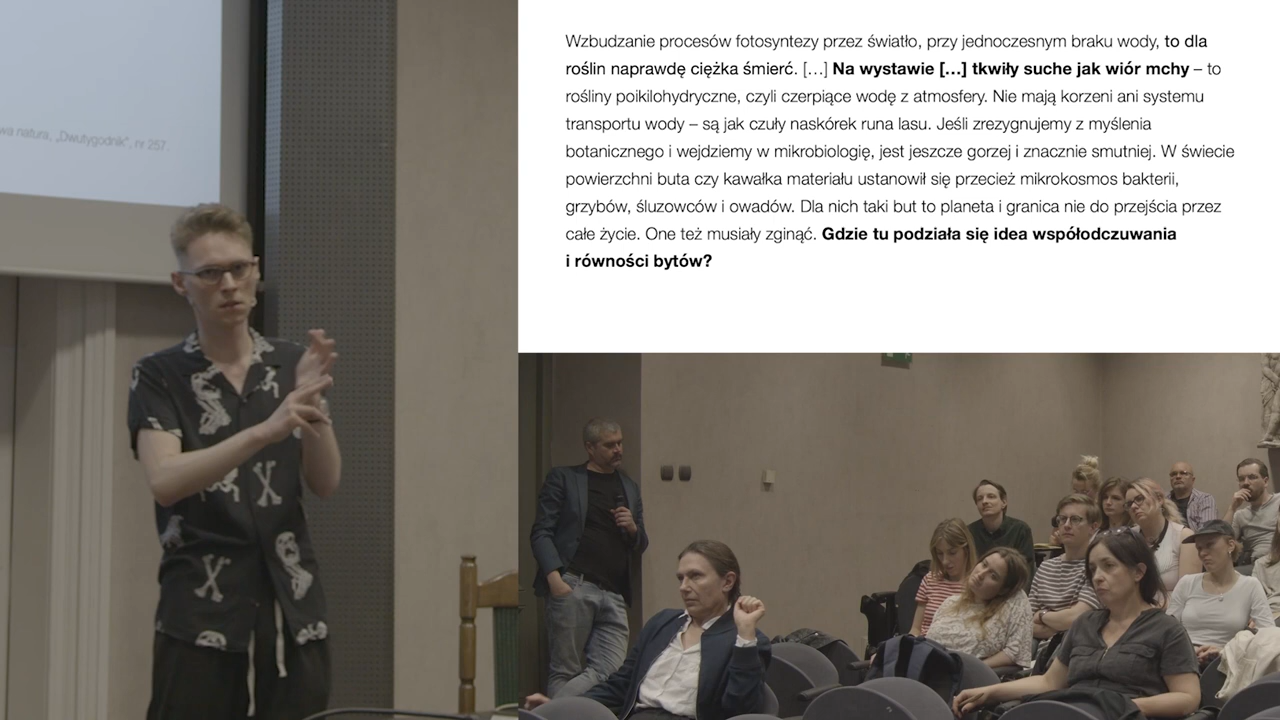 wa natura, „Dwutygodnik", nr 257.
Wzbudzanie procesów fotosyntezy przez światło, przy jednoczesnym braku wody, to dla
roślin naprawdę ciężka śmierć. […] Na wystawie […] tkwiły suche jak wiór mchy – to
rośliny poikilohydryczne, czyli czerpiące wodę z atmosfery. Nie mają korzeni ani systemu
transportu wody – są jak czuły naskórek runa lasu. Jeśli zrezygnujemy z myślenia
botanicznego i wejdziemy w mikrobiologię, jest jeszcze gorzej i znacznie smutniej. W świecie
powierzchni buta czy kawałka materiału ustanowił się przecież mikrokosmos bakterii,
grzybów, śluzowców i owadów. Dla nich taki but to planeta i granica nie do przejścia przez
całe życie. One też musiały zginąć. Gdzie tu podziała się idea współodczuwania
i równości bytów?